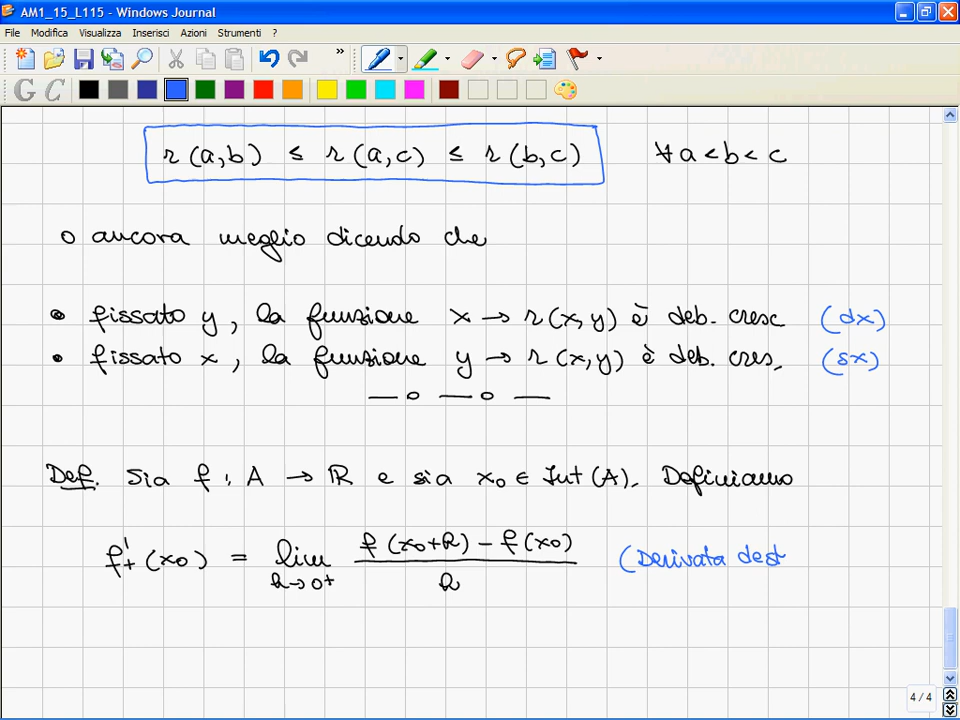 AM1_15_L115 - Windows Journal
File Modifica Visualizza Inserisci Azioni Strumenti ?
r(a,b) ≤ r(a,c) ≤ r(b,c) ∀ a < b < c
o ancora meglio dicendo che
• fissato y, la funzione x → r(x,y) è deb. cresc (dx)
• fissato x, la funzione y → r(x,y) è deb. cres. (sx)
— o — o —
Def. Sia f : A → ℝ e sia x₀ ∈ Int(A). Definiamo
f'₊(x₀) = lim_{h→0⁺} (f(x₀+h) − f(x₀)) / h (Derivata dest
4 / 4